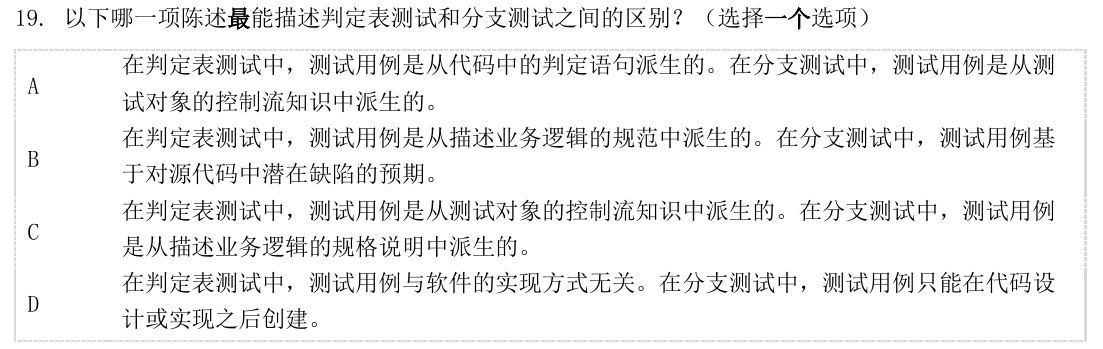 19. 以下哪一项陈述最能描述判定表测试和分支测试之间的区别？（选择一个选项）
A
在判定表测试中，测试用例是从代码中的判定语句派生的。在分支测试中，测试用例是从测
试对象的控制流知识中派生的。
B
在判定表测试中，测试用例是从描述业务逻辑的规范中派生的。在分支测试中，测试用例基
于对源代码中潜在缺陷的预期。
C
在判定表测试中，测试用例是从测试对象的控制流知识中派生的。在分支测试中，测试用例
是从描述业务逻辑的规格说明中派生的。
D
在判定表测试中，测试用例与软件的实现方式无关。在分支测试中，测试用例只能在代码设
计或实现之后创建。